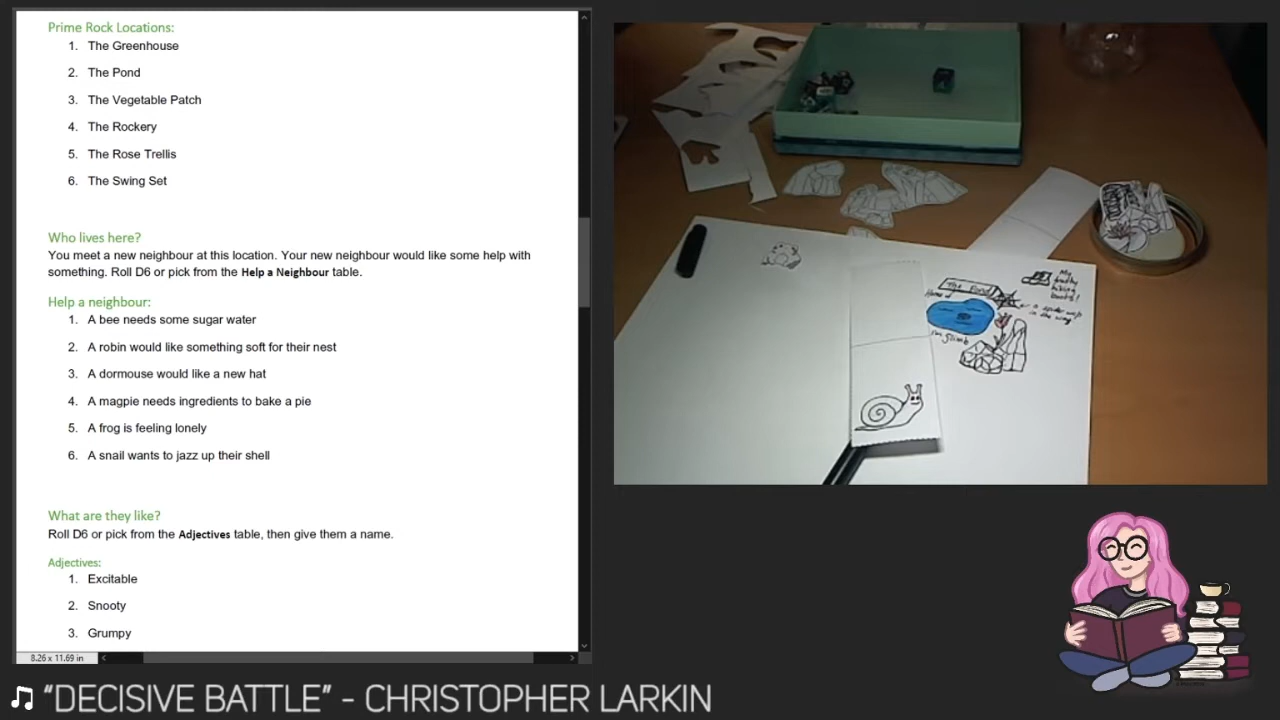 Prime Rock Locations:
1. The Greenhouse
2. The Pond
3. The Vegetable Patch
4. The Rockery
5. The Rose Trellis
6. The Swing Set
Who lives here?
You meet a new neighbour at this location. Your new neighbour would like some help with
something. Roll D6 or pick from the Help a Neighbour table.
Help a neighbour:
1. A bee needs some sugar water
2. A robin would like something soft for their nest
3. A dormouse would like a new hat
4. A magpie needs ingredients to bake a pie
5. A frog is feeling lonely
6. A snail wants to jazz up their shell
What are they like?
Roll D6 or pick from the Adjectives table, then give them a name.
Adjectives:
1. Excitable
2. Snooty
3. Grumpy
8.26 x 11.69 in
The Pond
My
hiking
boots!
in the way!
"DECISIVE BATTLE" - CHRISTOPHER LARKIN